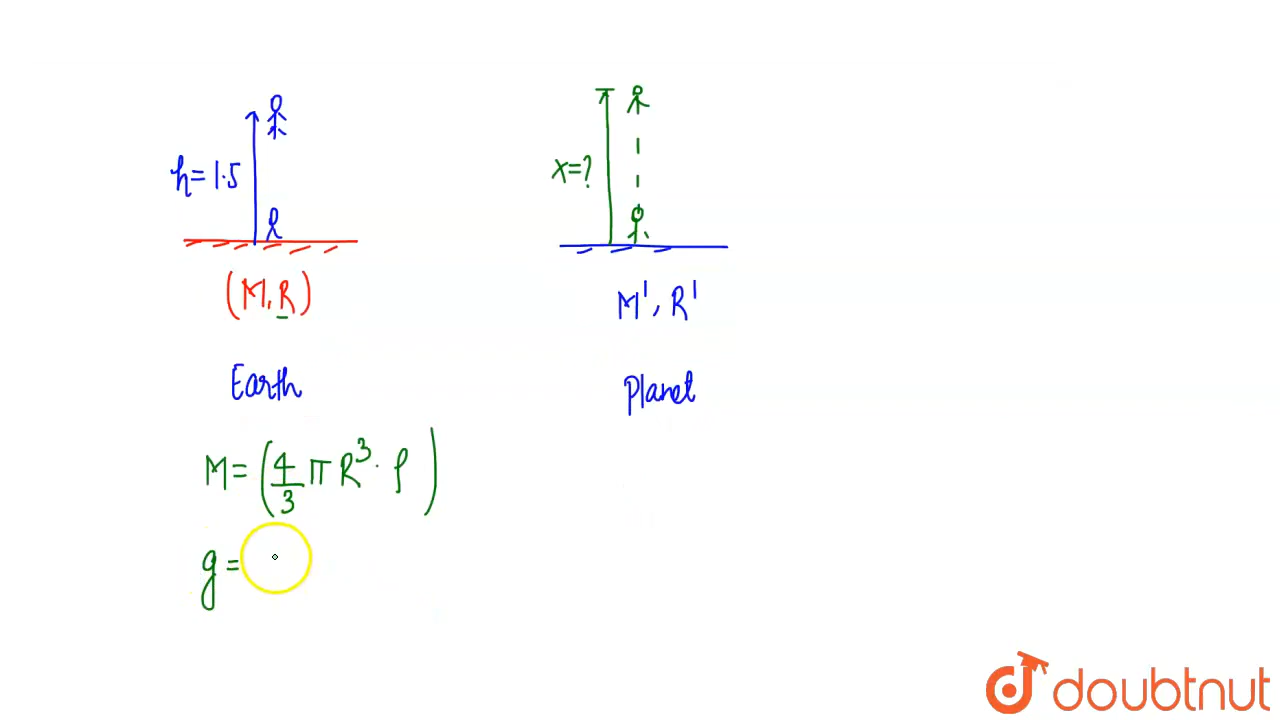 h=1.5
x=?
(M, R)
M', R'
Earth
Planet
M= (4/3 π R³ · ρ)
g=
doubtnut